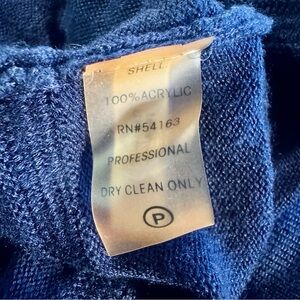 SHELL
100% ACRYLIC
RN#54163
PROFESSIONAL
DRY CLEAN ONLY
P